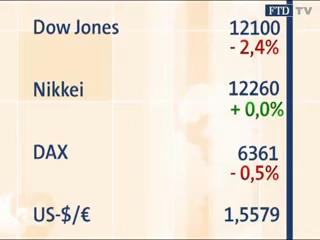 FTD TV
Dow Jones 12100
- 2,4%
Nikkei 12260
+ 0,0%
DAX 6361
- 0,5%
US-$/€ 1,5579